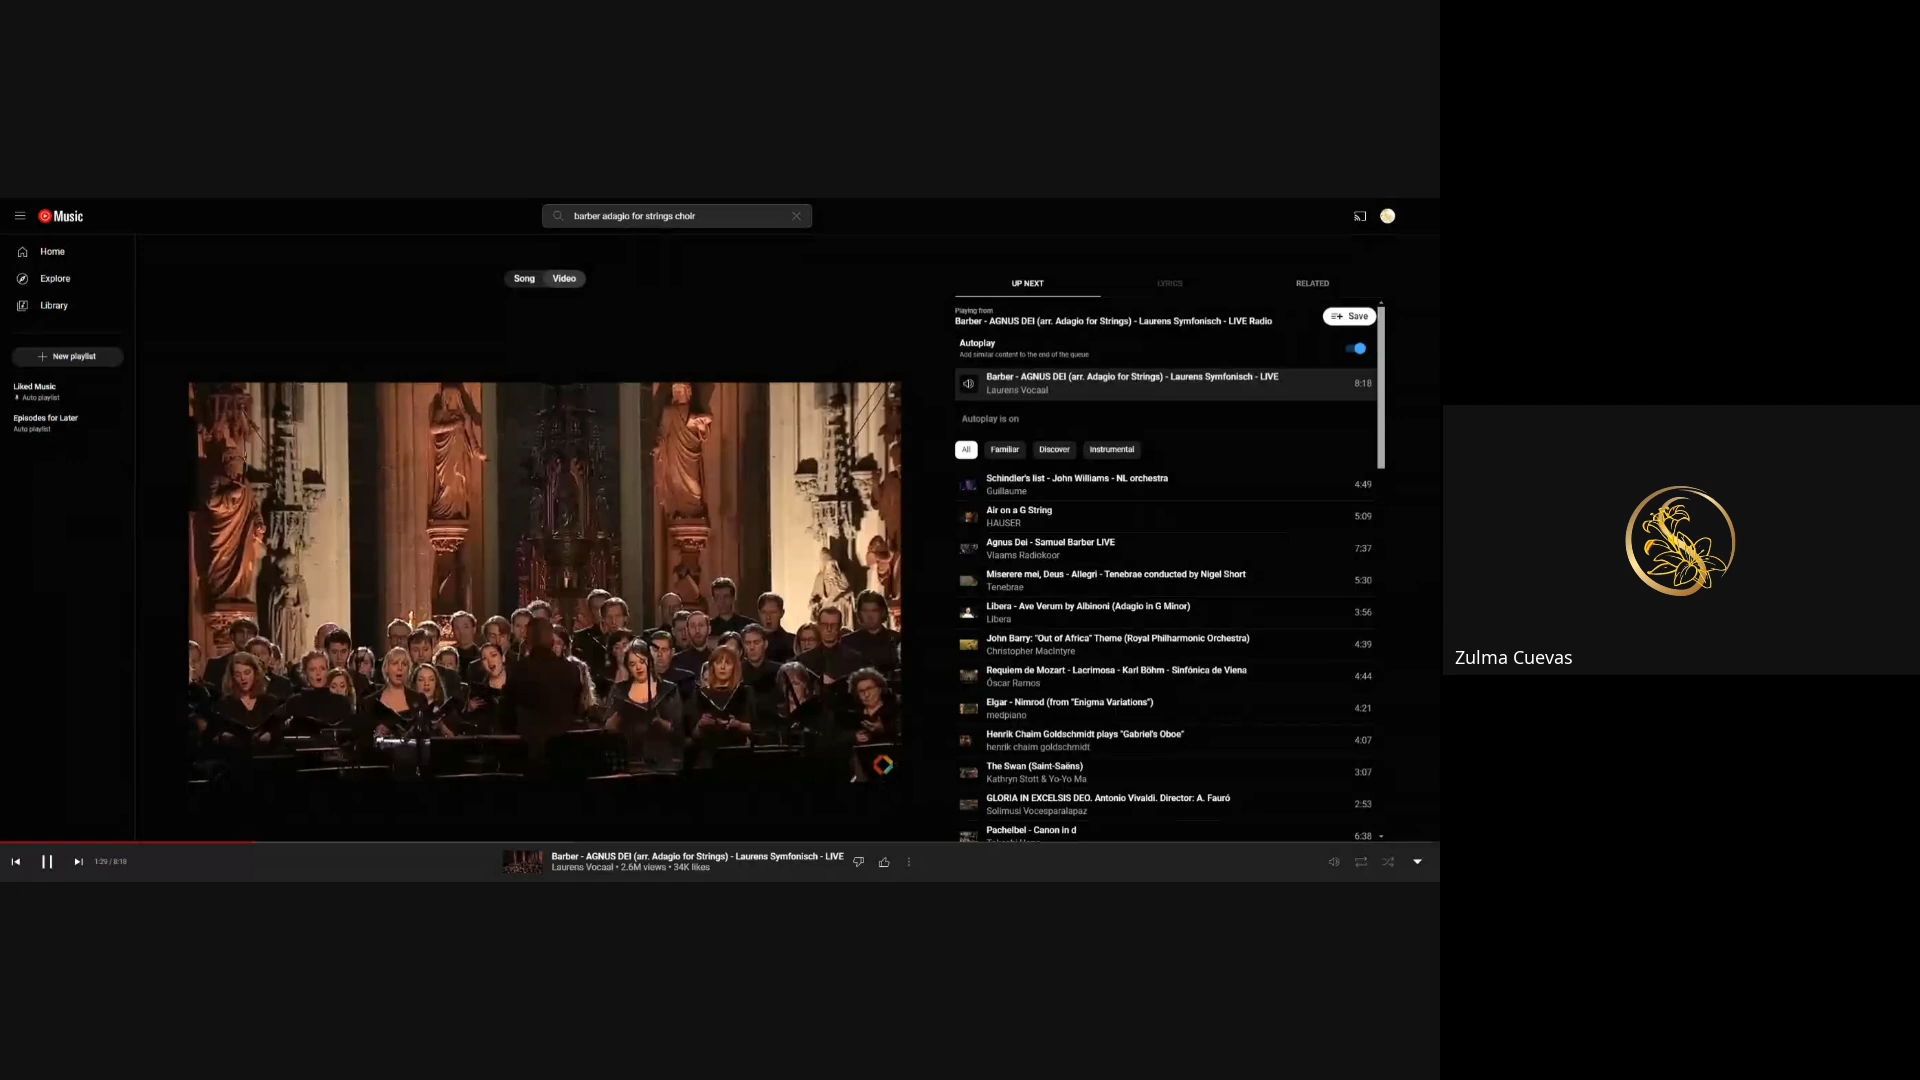 Music
barber adagio for strings choir
Home
Explore
Library
New playlist
Liked Music
Auto playlist
Episodes for Later
Auto playlist
Song
Video
UP NEXT
LYRICS
RELATED
Playing from
Barber - AGNUS DEI (arr. Adagio for Strings) - Laurens Symfonisch - LIVE Radio
Save
Autoplay
Add similar content to the end of the queue
Barber - AGNUS DEI (arr. Adagio for Strings) - Laurens Symfonisch - LIVE
Laurens Vocaal
8:18
Autoplay is on
All
Familiar
Discover
Instrumental
Schindler's list - John Williams - NL orchestra
Guillaume
4:49
Air on a G String
HAUSER
5:09
Agnus Dei - Samuel Barber LIVE
Vlaams Radiokoor
7:37
Miserere mei, Deus - Allegri - Tenebrae conducted by Nigel Short
Tenebrae
5:30
Libera - Ave Verum by Albinoni (Adagio in G Minor)
Libera
3:56
John Barry: "Out of Africa" Theme (Royal Philharmonic Orchestra)
Christopher MacIntyre
4:39
Requiem de Mozart - Lacrimosa - Karl Böhm - Sinfónica de Viena
Óscar Ramos
4:44
Elgar - Nimrod (from "Enigma Variations")
medpiano
4:21
Henrik Chaim Goldschmidt plays "Gabriel's Oboe"
henrik chaim goldschmidt
4:07
The Swan (Saint-Saëns)
Kathryn Stott & Yo-Yo Ma
3:07
GLORIA IN EXCELSIS DEO. Antonio Vivaldi. Director: A. Fauró
Solimusi Vocesparalapaz
2:53
Pachelbel - Canon in d
6:38
1:29 / 8:18
Barber - AGNUS DEI (arr. Adagio for Strings) - Laurens Symfonisch - LIVE
Laurens Vocaal • 2.6M views • 34K likes
Zulma Cuevas